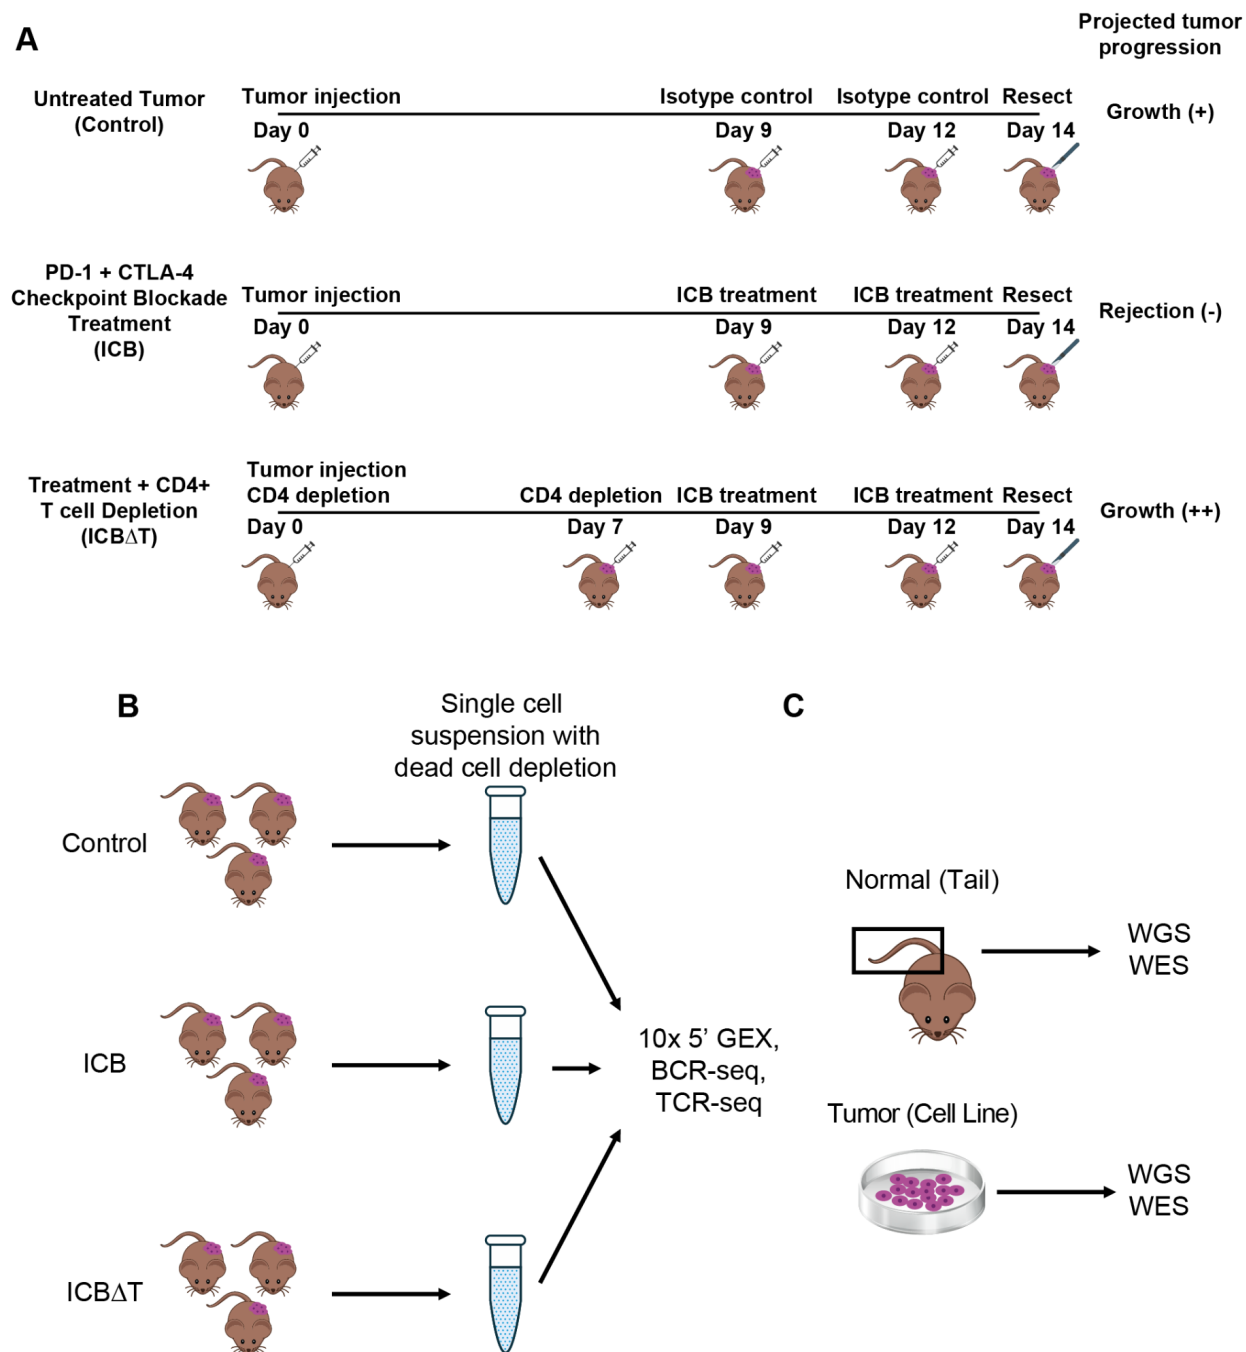 A
Projected tumor
progression
Untreated Tumor
(Control)
Tumor injection
Isotype control
Isotype control
Resect
Day 0
Day 9
Day 12
Day 14
Growth (+)
PD-1 + CTLA-4
Checkpoint Blockade
Treatment
(ICB)
Tumor injection
ICB treatment
ICB treatment
Resect
Day 0
Day 9
Day 12
Day 14
Rejection (-)
Treatment + CD4+
T cell Depletion
(ICBΔT)
Tumor injection
CD4 depletion
CD4 depletion
ICB treatment
ICB treatment
Resect
Day 0
Day 7
Day 9
Day 12
Day 14
Growth (++)
B
Single cell
suspension with
dead cell depletion
Control
ICB
ICBΔT
10x 5’ GEX,
BCR-seq,
TCR-seq
C
Normal (Tail)
WGS
WES
Tumor (Cell Line)
WGS
WES